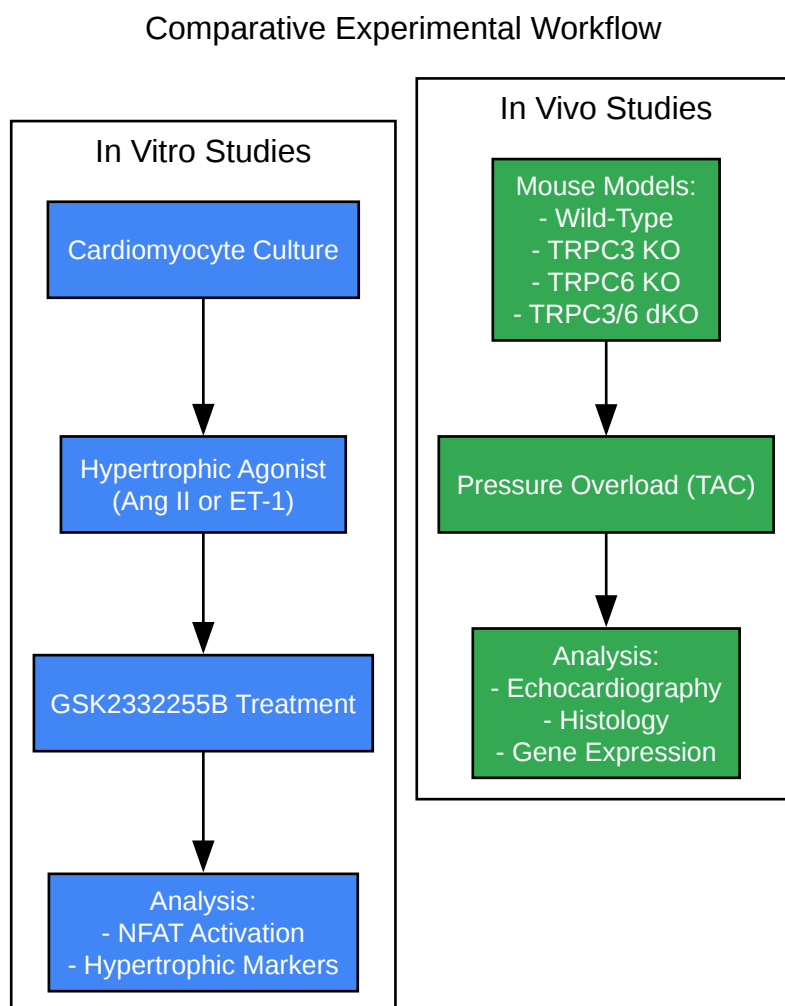 Comparative Experimental Workflow
In Vitro Studies
Cardiomyocyte Culture
Hypertrophic Agonist
(Ang II or ET-1)
GSK2332255B Treatment
Analysis:
- NFAT Activation
- Hypertrophic Markers
In Vivo Studies
Mouse Models:
- Wild-Type
- TRPC3 KO
- TRPC6 KO
- TRPC3/6 dKO
Pressure Overload (TAC)
Analysis:
- Echocardiography
- Histology
- Gene Expression